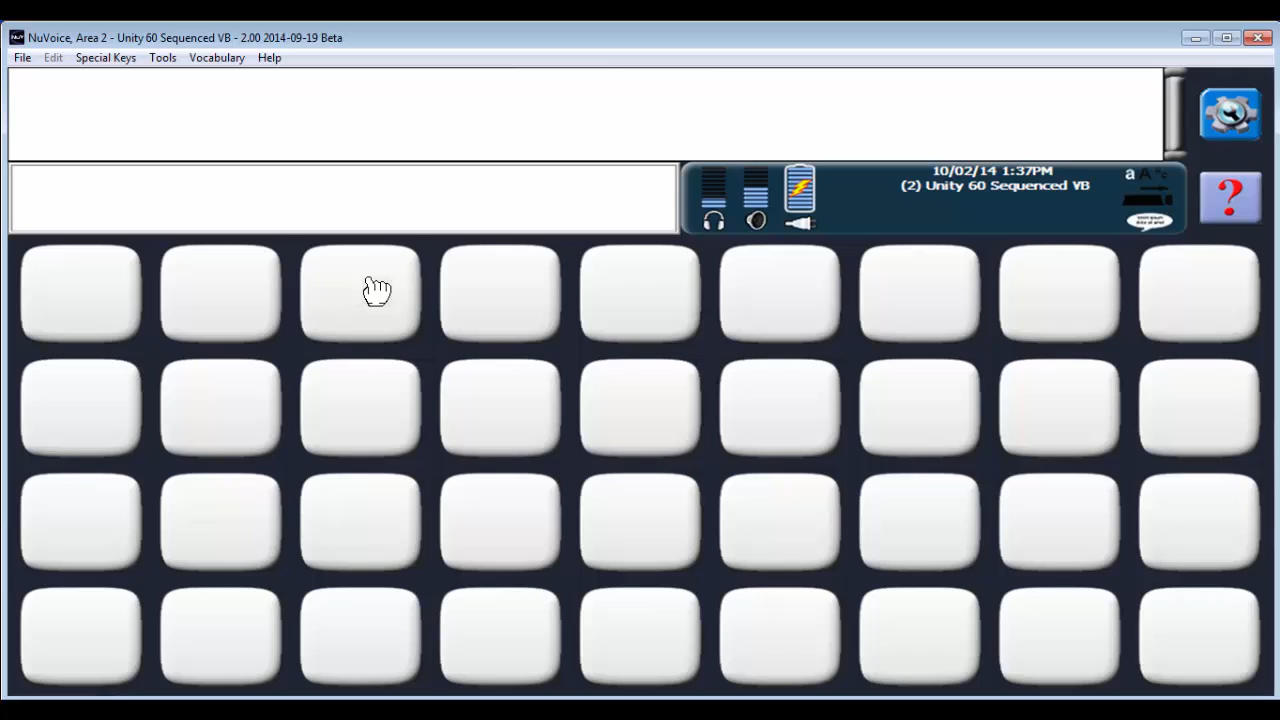 NuVoice, Area 2 - Unity 60 Sequenced VB - 2.00 2014-09-19 Beta
File Edit Special Keys Tools Vocabulary Help
10/02/14 1:37PM
(2) Unity 60 Sequenced VB
a A
?